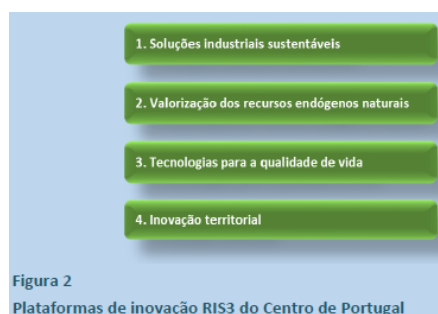 1. Soluções industriais sustentáveis
2. Valorização dos recursos endógenos naturais
3. Tecnologias para a qualidade de vida
4. Inovação territorial
Figura 2
Plataformas de inovação RIS3 do Centro de Portugal